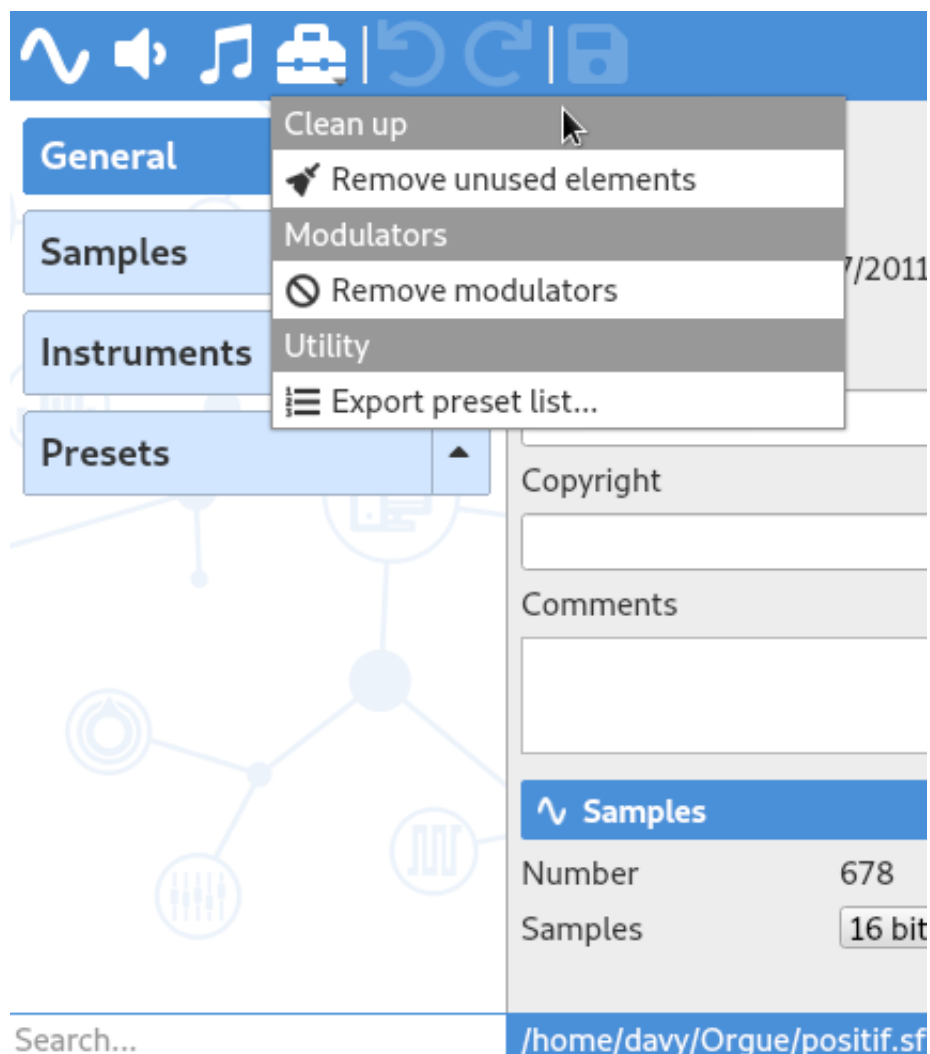 Clean up
General
Remove unused elements
Modulators
Samples
7/2011
Remove modulators
Instruments
Utility
Export preset list...
Presets
Copyright
Comments
Samples
Number 678
Samples 16 bit
Search...
/home/davy/Orgue/positif.sf